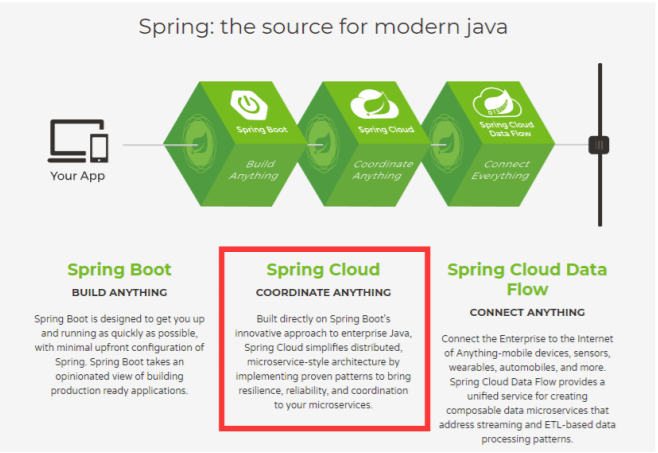 Spring: the source for modern java
Spring Boot
Spring Cloud
Spring Cloud
Data Flow
Build
Anything
Coordinate
Anything
Connect
Everything
Your App
Spring Boot
BUILD ANYTHING
Spring Boot is designed to get you up
and running as quickly as possible,
with minimal upfront configuration of
Spring. Spring Boot takes an
opinionated view of building
production ready applications.
Spring Cloud
COORDINATE ANYTHING
Built directly on Spring Boot's
innovative approach to enterprise Java,
Spring Cloud simplifies distributed,
microservice-style architecture by
implementing proven patterns to bring
resilience, reliability, and coordination
to your microservices.
Spring Cloud Data
Flow
CONNECT ANYTHING
Connect the Enterprise to the Internet
of Anything-mobile devices, sensors,
wearables, automobiles, and more.
Spring Cloud Data Flow provides a
unified service for creating
composable data microservices that
address streaming and ETL-based data
processing patterns.